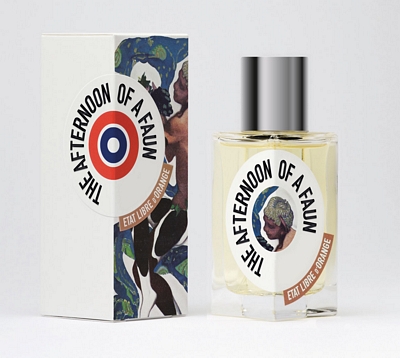 THE AFTERNOON OF A FAUN
ETAT LIBRE d'ORANGE
THE AFTERNOON OF A FAUN
ETAT LIBRE d'ORANGE